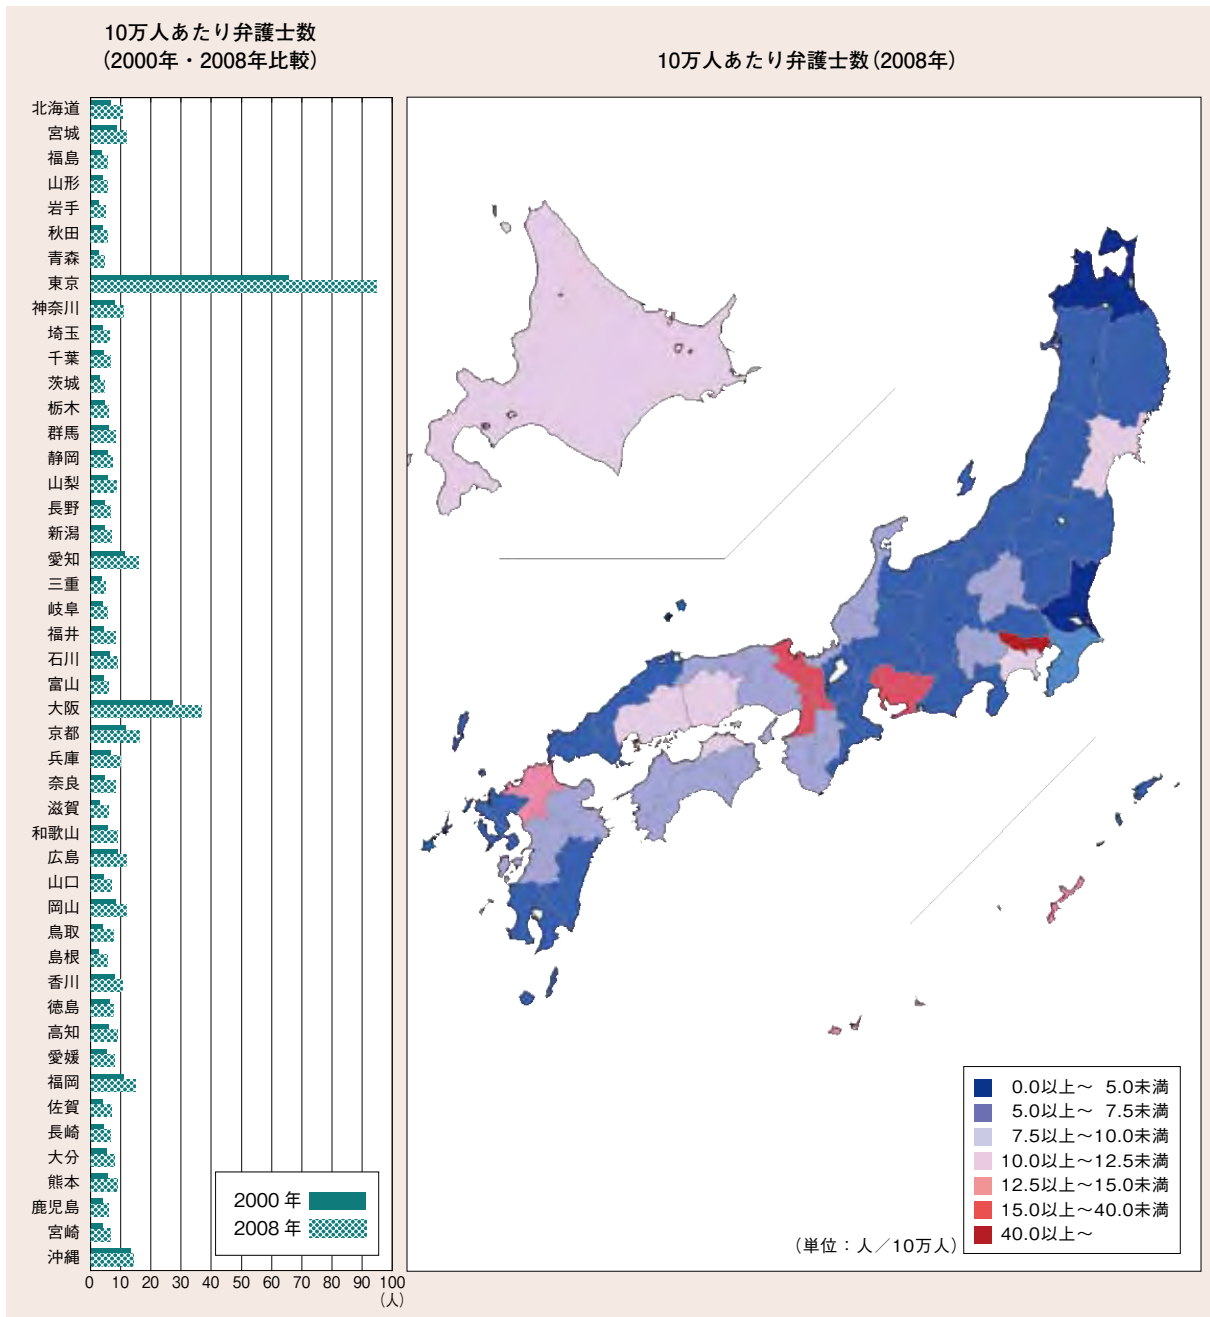 10万人あたり弁護士数
（2000年・2008年比較）
北海道
宮城
福島
山形
岩手
秋田
青森
東京
神奈川
埼玉
千葉
茨城
栃木
群馬
静岡
山梨
長野
新潟
愛知
三重
岐阜
福井
石川
富山
大阪
京都
兵庫
奈良
滋賀
和歌山
広島
山口
岡山
鳥取
島根
香川
徳島
高知
愛媛
福岡
佐賀
長崎
大分
熊本
鹿児島
宮崎
沖縄
0 10 20 30 40 50 60 70 80 90 100
（人）
2000 年
2008 年
10万人あたり弁護士数（2008年）
0.0以上〜 5.0未満
5.0以上〜 7.5未満
7.5以上〜10.0未満
10.0以上〜12.5未満
12.5以上〜15.0未満
15.0以上〜40.0未満
40.0以上〜
（単位：人／10万人）